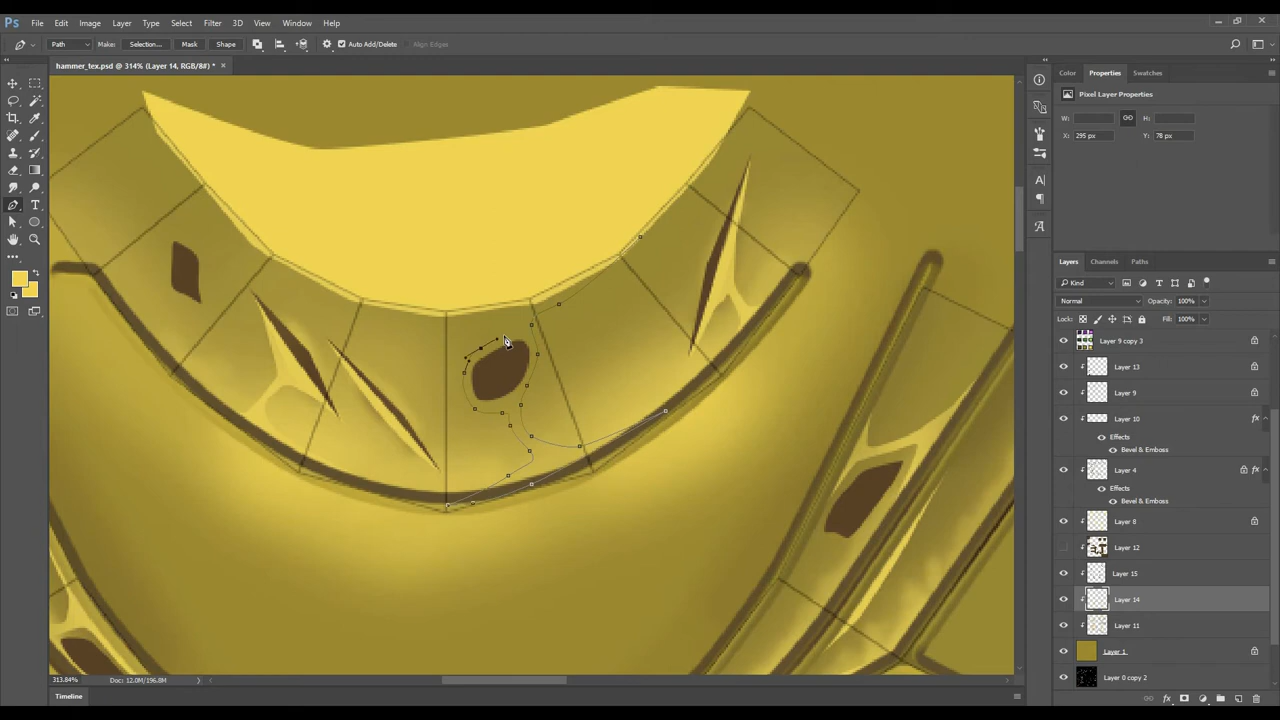 Ps File Edit Image Layer Type Select Filter 3D View Window Help
Path Make: Selection... Mask Shape Auto Add/Delete Align Edges
hammer_tex.psd @ 314% (Layer 14, RGB/8#) * ×
Color Properties Swatches
Pixel Layer Properties
W: H:
X: 295 px Y: 78 px
Layers Channels Paths
Kind
Normal Opacity: 100%
Lock: Fill: 100%
Layer 9 copy 3
Layer 13
Layer 9
Layer 10 fx
Effects
Bevel & Emboss
Layer 4 fx
Effects
Bevel & Emboss
Layer 8
Layer 12
Layer 15
Layer 14
Layer 11
Layer 1
Layer 0 copy 2
313.84% Doc: 12.0M/196.8M
Timeline